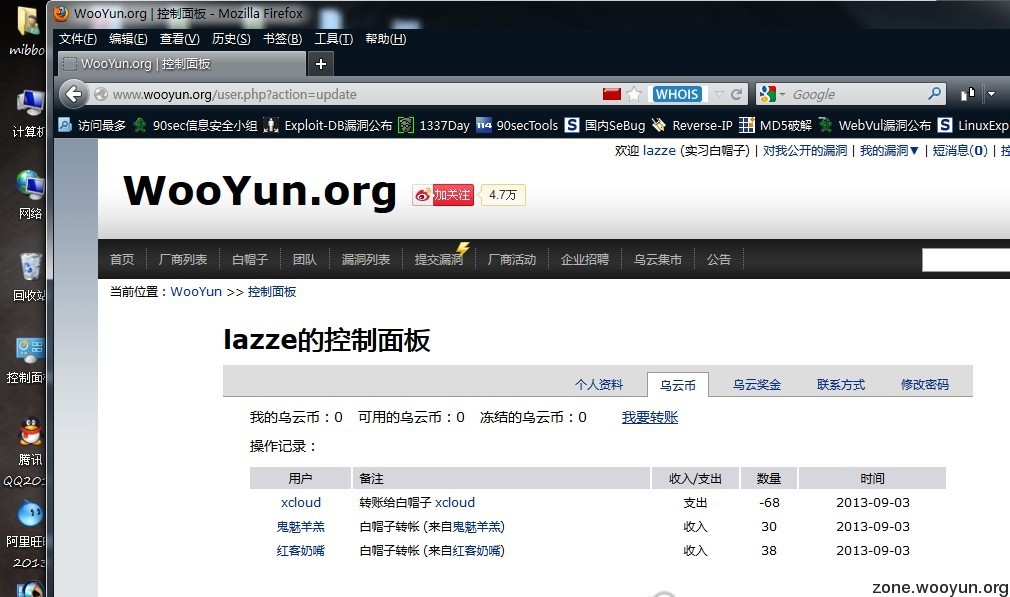 WooYun.org | 控制面板 - Mozilla Firefox
文件(F) 编辑(E) 查看(V) 历史(S) 书签(B) 工具(T) 帮助(H)
WooYun.org | 控制面板 +
www.wooyun.org/user.php?action=update WHOIS Google
访问最多 90sec信息安全小组 Exploit-DB漏洞公布 1337Day 90secTools 国内SeBug Reverse-IP MD5破解 WebVul漏洞公布 LinuxExp
欢迎 lazze (实习白帽子) | 对我公开的漏洞 | 我的漏洞▼ | 短消息(0) | 控
WooYun.org 加关注 4.7万
首页 厂商列表 白帽子 团队 漏洞列表 提交漏洞 厂商活动 企业招聘 乌云集市 公告
当前位置：WooYun >> 控制面板
lazze的控制面板
个人资料 乌云币 乌云奖金 联系方式 修改密码
我的乌云币：0 可用的乌云币：0 冻结的乌云币：0 我要转账
操作记录：
用户 备注 收入/支出 数量 时间
xcloud 转账给白帽子 xcloud 支出 -68 2013-09-03
鬼魅羊羔 白帽子转帐 (来自鬼魅羊羔) 收入 30 2013-09-03
红客奶嘴 白帽子转帐 (来自红客奶嘴) 收入 38 2013-09-03
mibbo
计算机
网络
回收站
控制面
腾讯
QQ201
阿里旺
2013
zone.wooyun.org